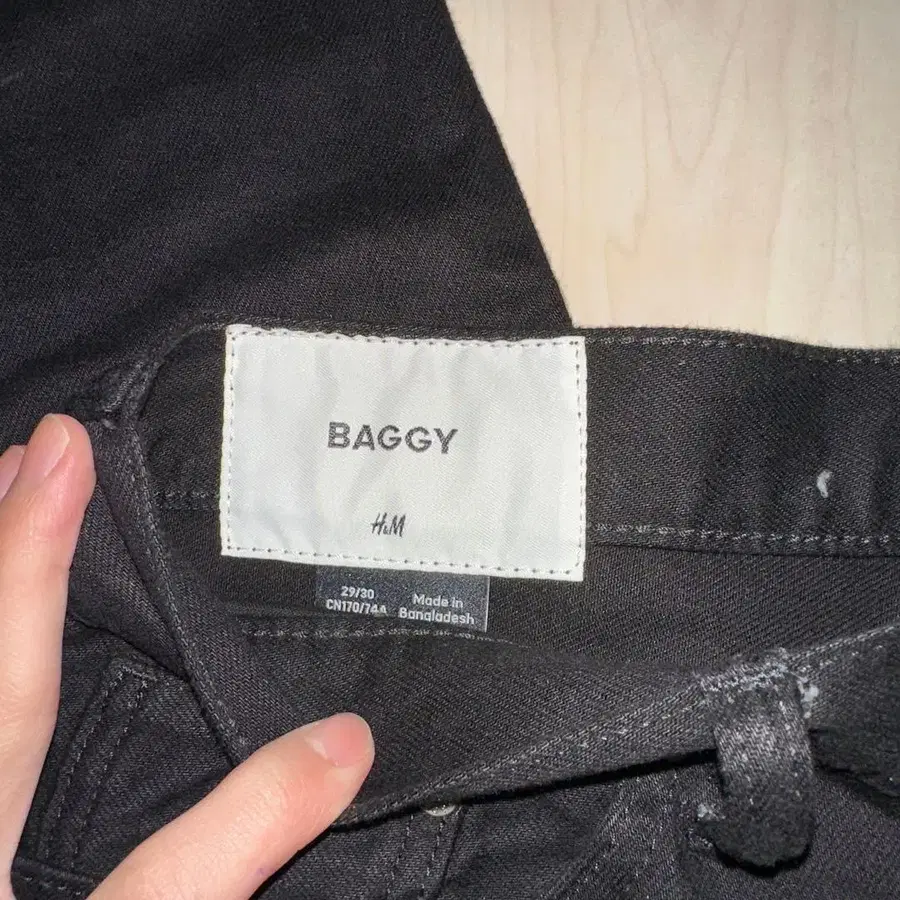 BAGGY
H&M
29/30
CN170/74A
Made in
Bangladesh